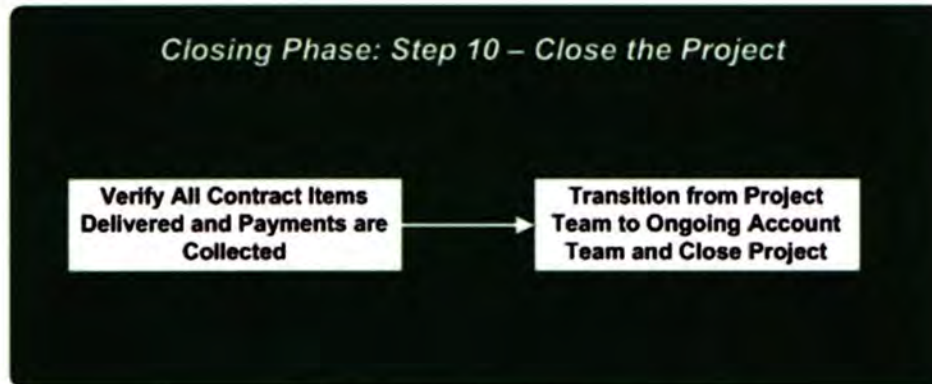 Closing Phase: Step 10 – Close the Project
Verify All Contract Items
Delivered and Payments are
Collected
Transition from Project
Team to Ongoing Account
Team and Close Project